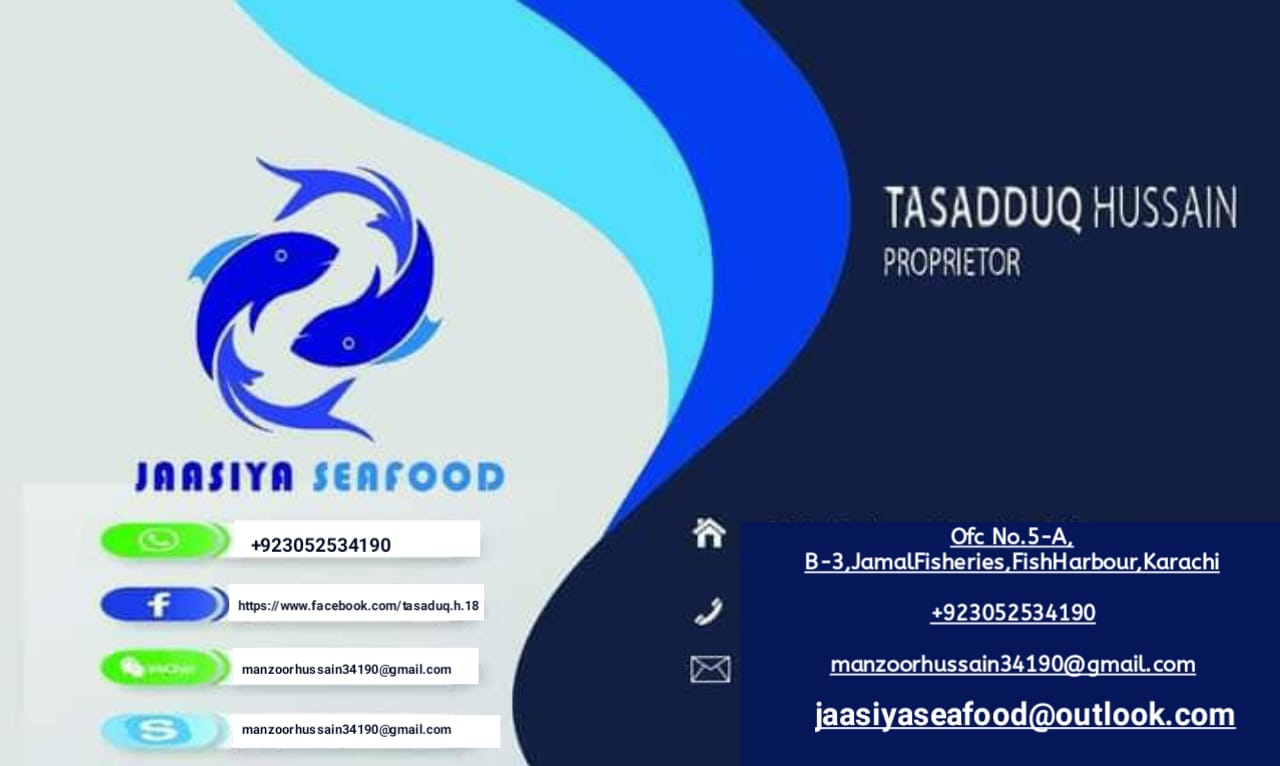 TASADDUQ HUSSAIN
PROPRIETOR
JAASIYA SEAFOOD
+923052534190
https://www.facebook.com/tasaduq.h.18
WeChat
manzoorhussain34190@gmail.com
manzoorhussain34190@gmail.com
Ofc No.5-A,
B-3,JamalFisheries,FishHarbour,Karachi
+923052534190
manzoorhussain34190@gmail.com
jaasiyaseafood@outlook.com